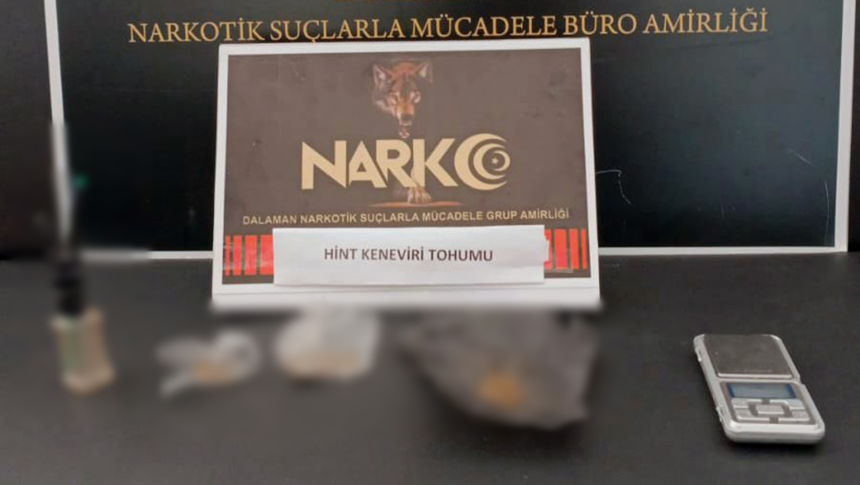 NARKOTİK SUÇLARLA MÜCADELE BÜRO AMİRLİĞİ
NARKO
DALAMAN NARKOTİK SUÇLARLA MÜCADELE GRUP AMİRLİĞİ
HİNT KENEVİRİ TOHUMU